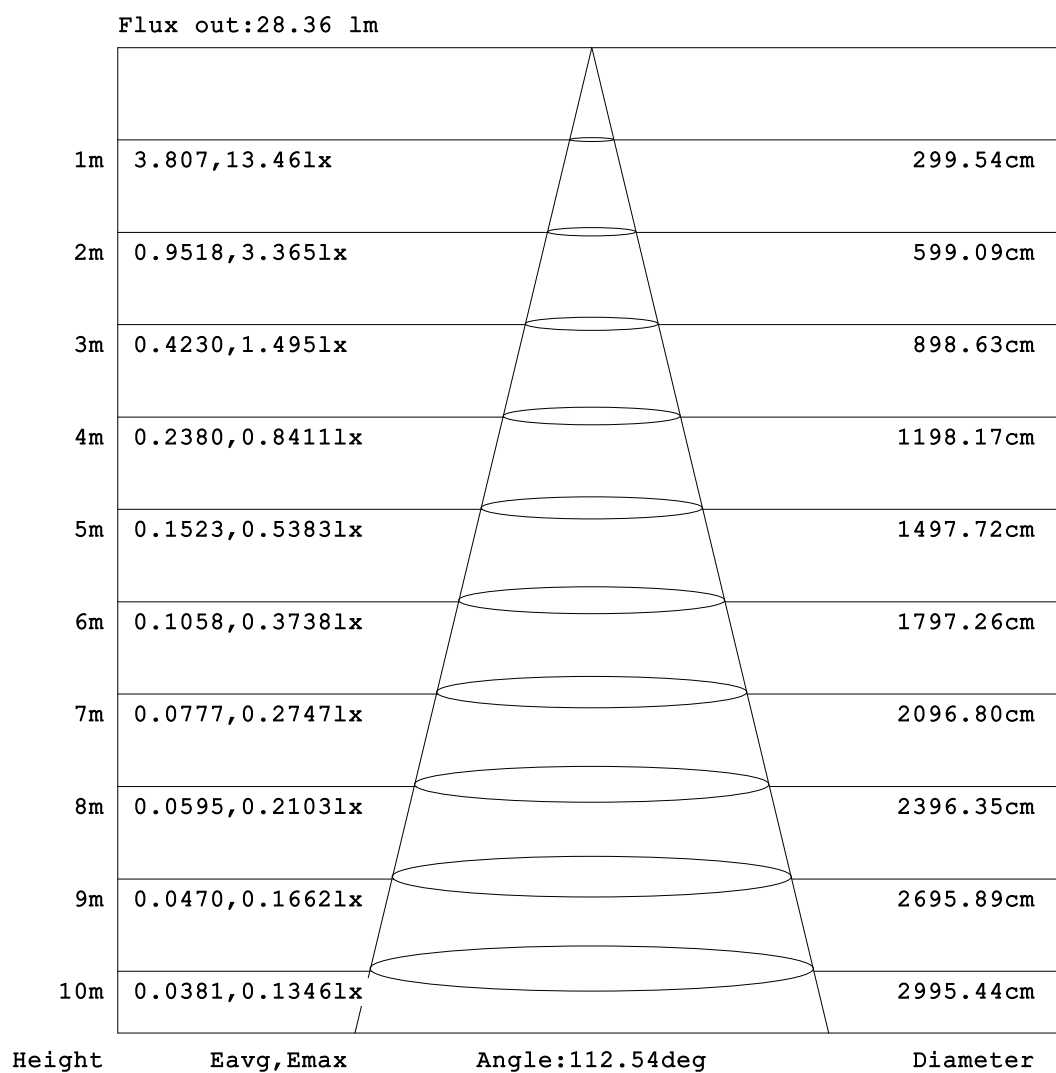 Flux out:28.36 lm
1m 3.807,13.46lx 299.54cm
2m 0.9518,3.365lx 599.09cm
3m 0.4230,1.495lx 898.63cm
4m 0.2380,0.8411lx 1198.17cm
5m 0.1523,0.5383lx 1497.72cm
6m 0.1058,0.3738lx 1797.26cm
7m 0.0777,0.2747lx 2096.80cm
8m 0.0595,0.2103lx 2396.35cm
9m 0.0470,0.1662lx 2695.89cm
10m 0.0381,0.1346lx 2995.44cm
Height Eavg,Emax Angle:112.54deg Diameter